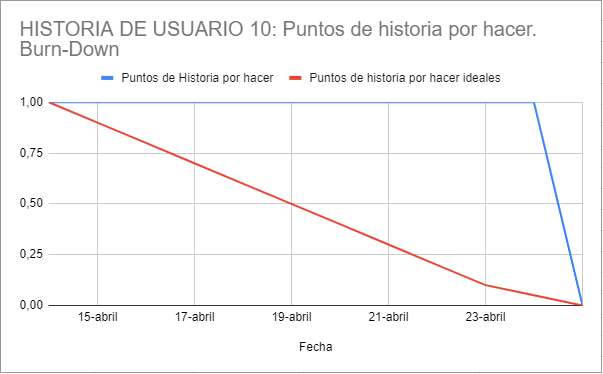 HISTORIA DE USUARIO 10: Puntos de historia por hacer.
Burn-Down
Puntos de Historia por hacer
Puntos de historia por hacer ideales
1,00
0,75
0,50
0,25
0,00
15-abril
17-abril
19-abril
21-abril
23-abril
Fecha